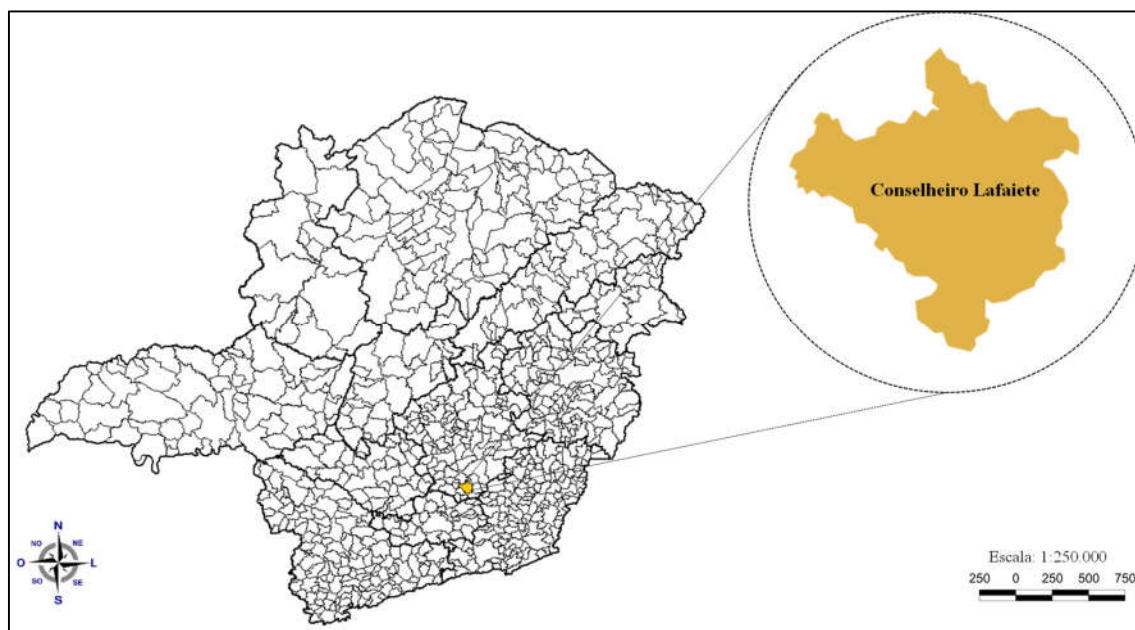 Conselheiro Lafaiete
N
NO NE
O L
SO SE
S
Escala: 1:250.000
250 0 250 500 750